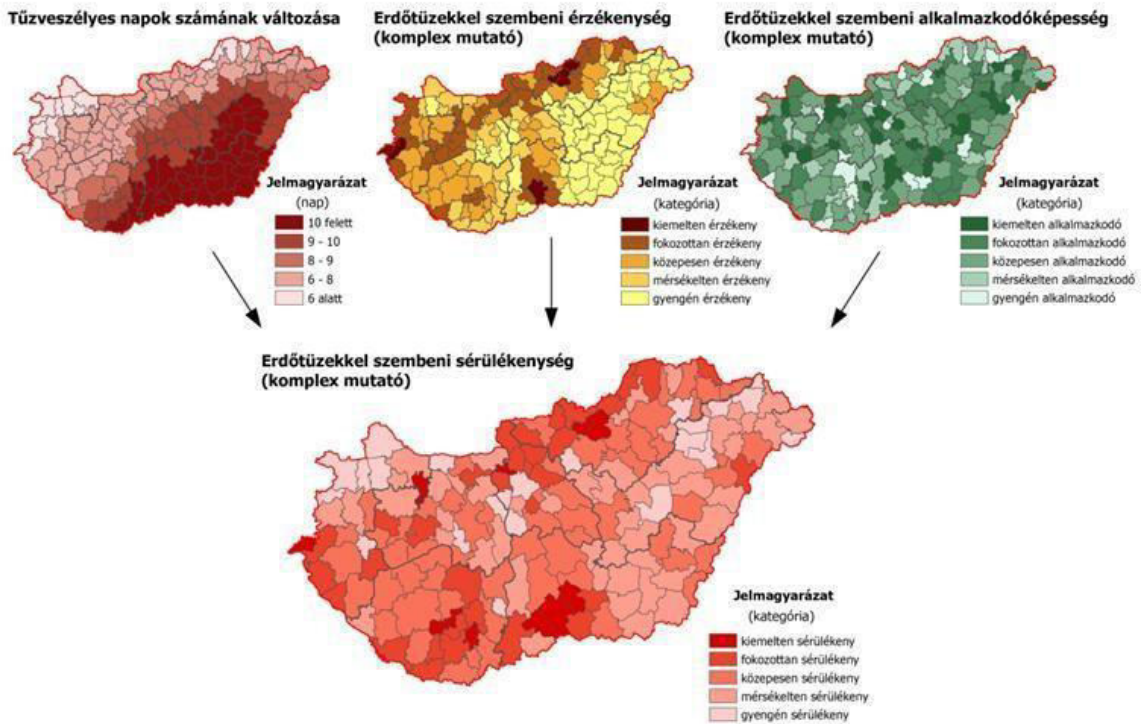 Tűzveszélyes napok számának változása
Jelmagyarázat
(nap)
10 felett
9 - 10
8 - 9
6 - 8
6 alatt
Erdőtüzekkel szembeni érzékenység
(komplex mutató)
Jelmagyarázat
(kategória)
kiemelten érzékeny
fokozottan érzékeny
közepesen érzékeny
mérsékelten érzékeny
gyengén érzékeny
Erdőtüzekkel szembeni alkalmazkodóképesség
(komplex mutató)
Jelmagyarázat
(kategória)
kiemelten alkalmazkodó
fokozottan alkalmazkodó
közepesen alkalmazkodó
mérsékelten alkalmazkodó
gyengén alkalmazkodó
Erdőtüzekkel szembeni sérülékenység
(komplex mutató)
Jelmagyarázat
(kategória)
kiemelten sérülékeny
fokozottan sérülékeny
közepesen sérülékeny
mérsékelten sérülékeny
gyengén sérülékeny